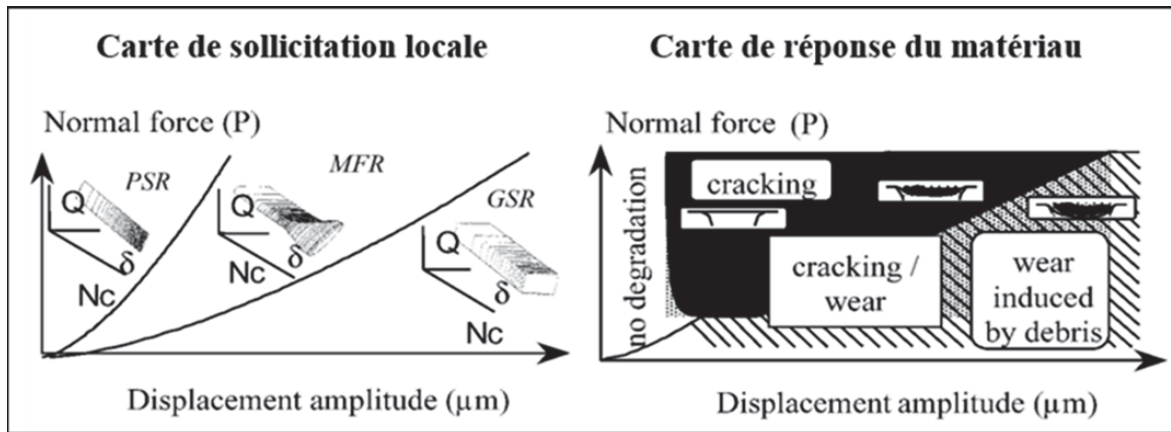 Carte de sollicitation locale
Normal force (P)
PSR
MFR
GSR
Q
δ
Nc
Q
δ
Nc
Q
δ
Nc
Displacement amplitude (µm)
Carte de réponse du matériau
Normal force (P)
no degradation
cracking
cracking /
wear
wear
induced
by debris
Displacement amplitude (µm)